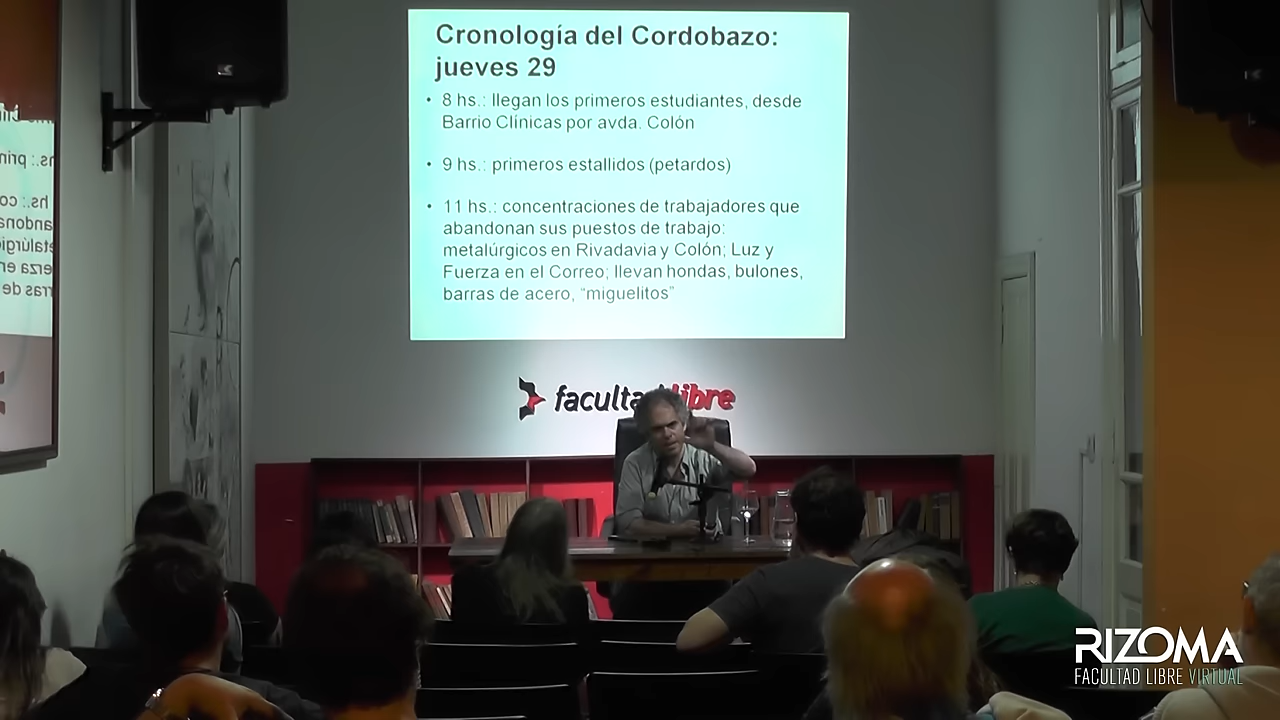 Cronología del Cordobazo:
jueves 29
• 8 hs.: llegan los primeros estudiantes, desde
Barrio Clínicas por avda. Colón
• 9 hs.: primeros estallidos (petardos)
• 11 hs.: concentraciones de trabajadores que
abandonan sus puestos de trabajo:
metalúrgicos en Rivadavia y Colón; Luz y
Fuerza en el Correo; llevan hondas, bulones,
barras de acero, “miguelitos”
RIZOMA
FACULTAD LIBRE VIRTUAL